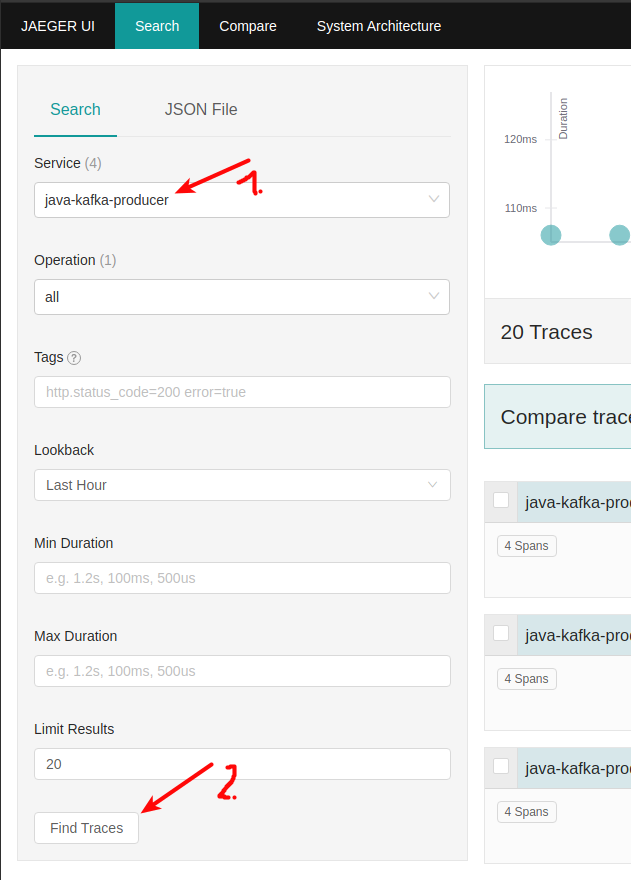 JAEGER UI Search Compare System Architecture
Search JSON File
Service (4)
1.
java-kafka-producer
Operation (1)
all
Tags ?
http.status_code=200 error=true
Lookback
Last Hour
Min Duration
e.g. 1.2s, 100ms, 500us
Max Duration
e.g. 1.2s, 100ms, 500us
Limit Results
20
2.
Find Traces
Duration
120ms
110ms
20 Traces
Compare trace
java-kafka-prod
4 Spans
java-kafka-prod
4 Spans
java-kafka-prod
4 Spans